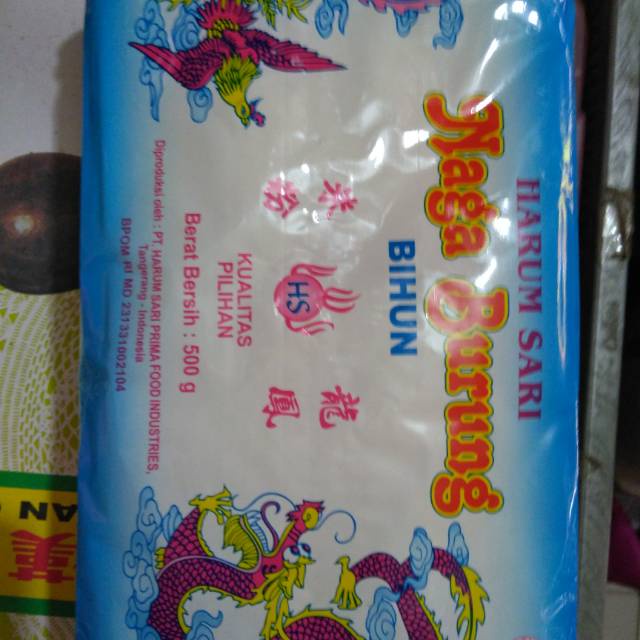 HARUM SARI
Naga Burung
BIHUN
米 龍
粉 鳳
HS
KUALITAS
PILIHAN
Berat Bersih : 500 g
Diproduksi oleh : PT. HARUM SARI PRIMA FOOD INDUSTRIES,
Tangerang - Indonesia
BPOM RI MD 231331002104
AN